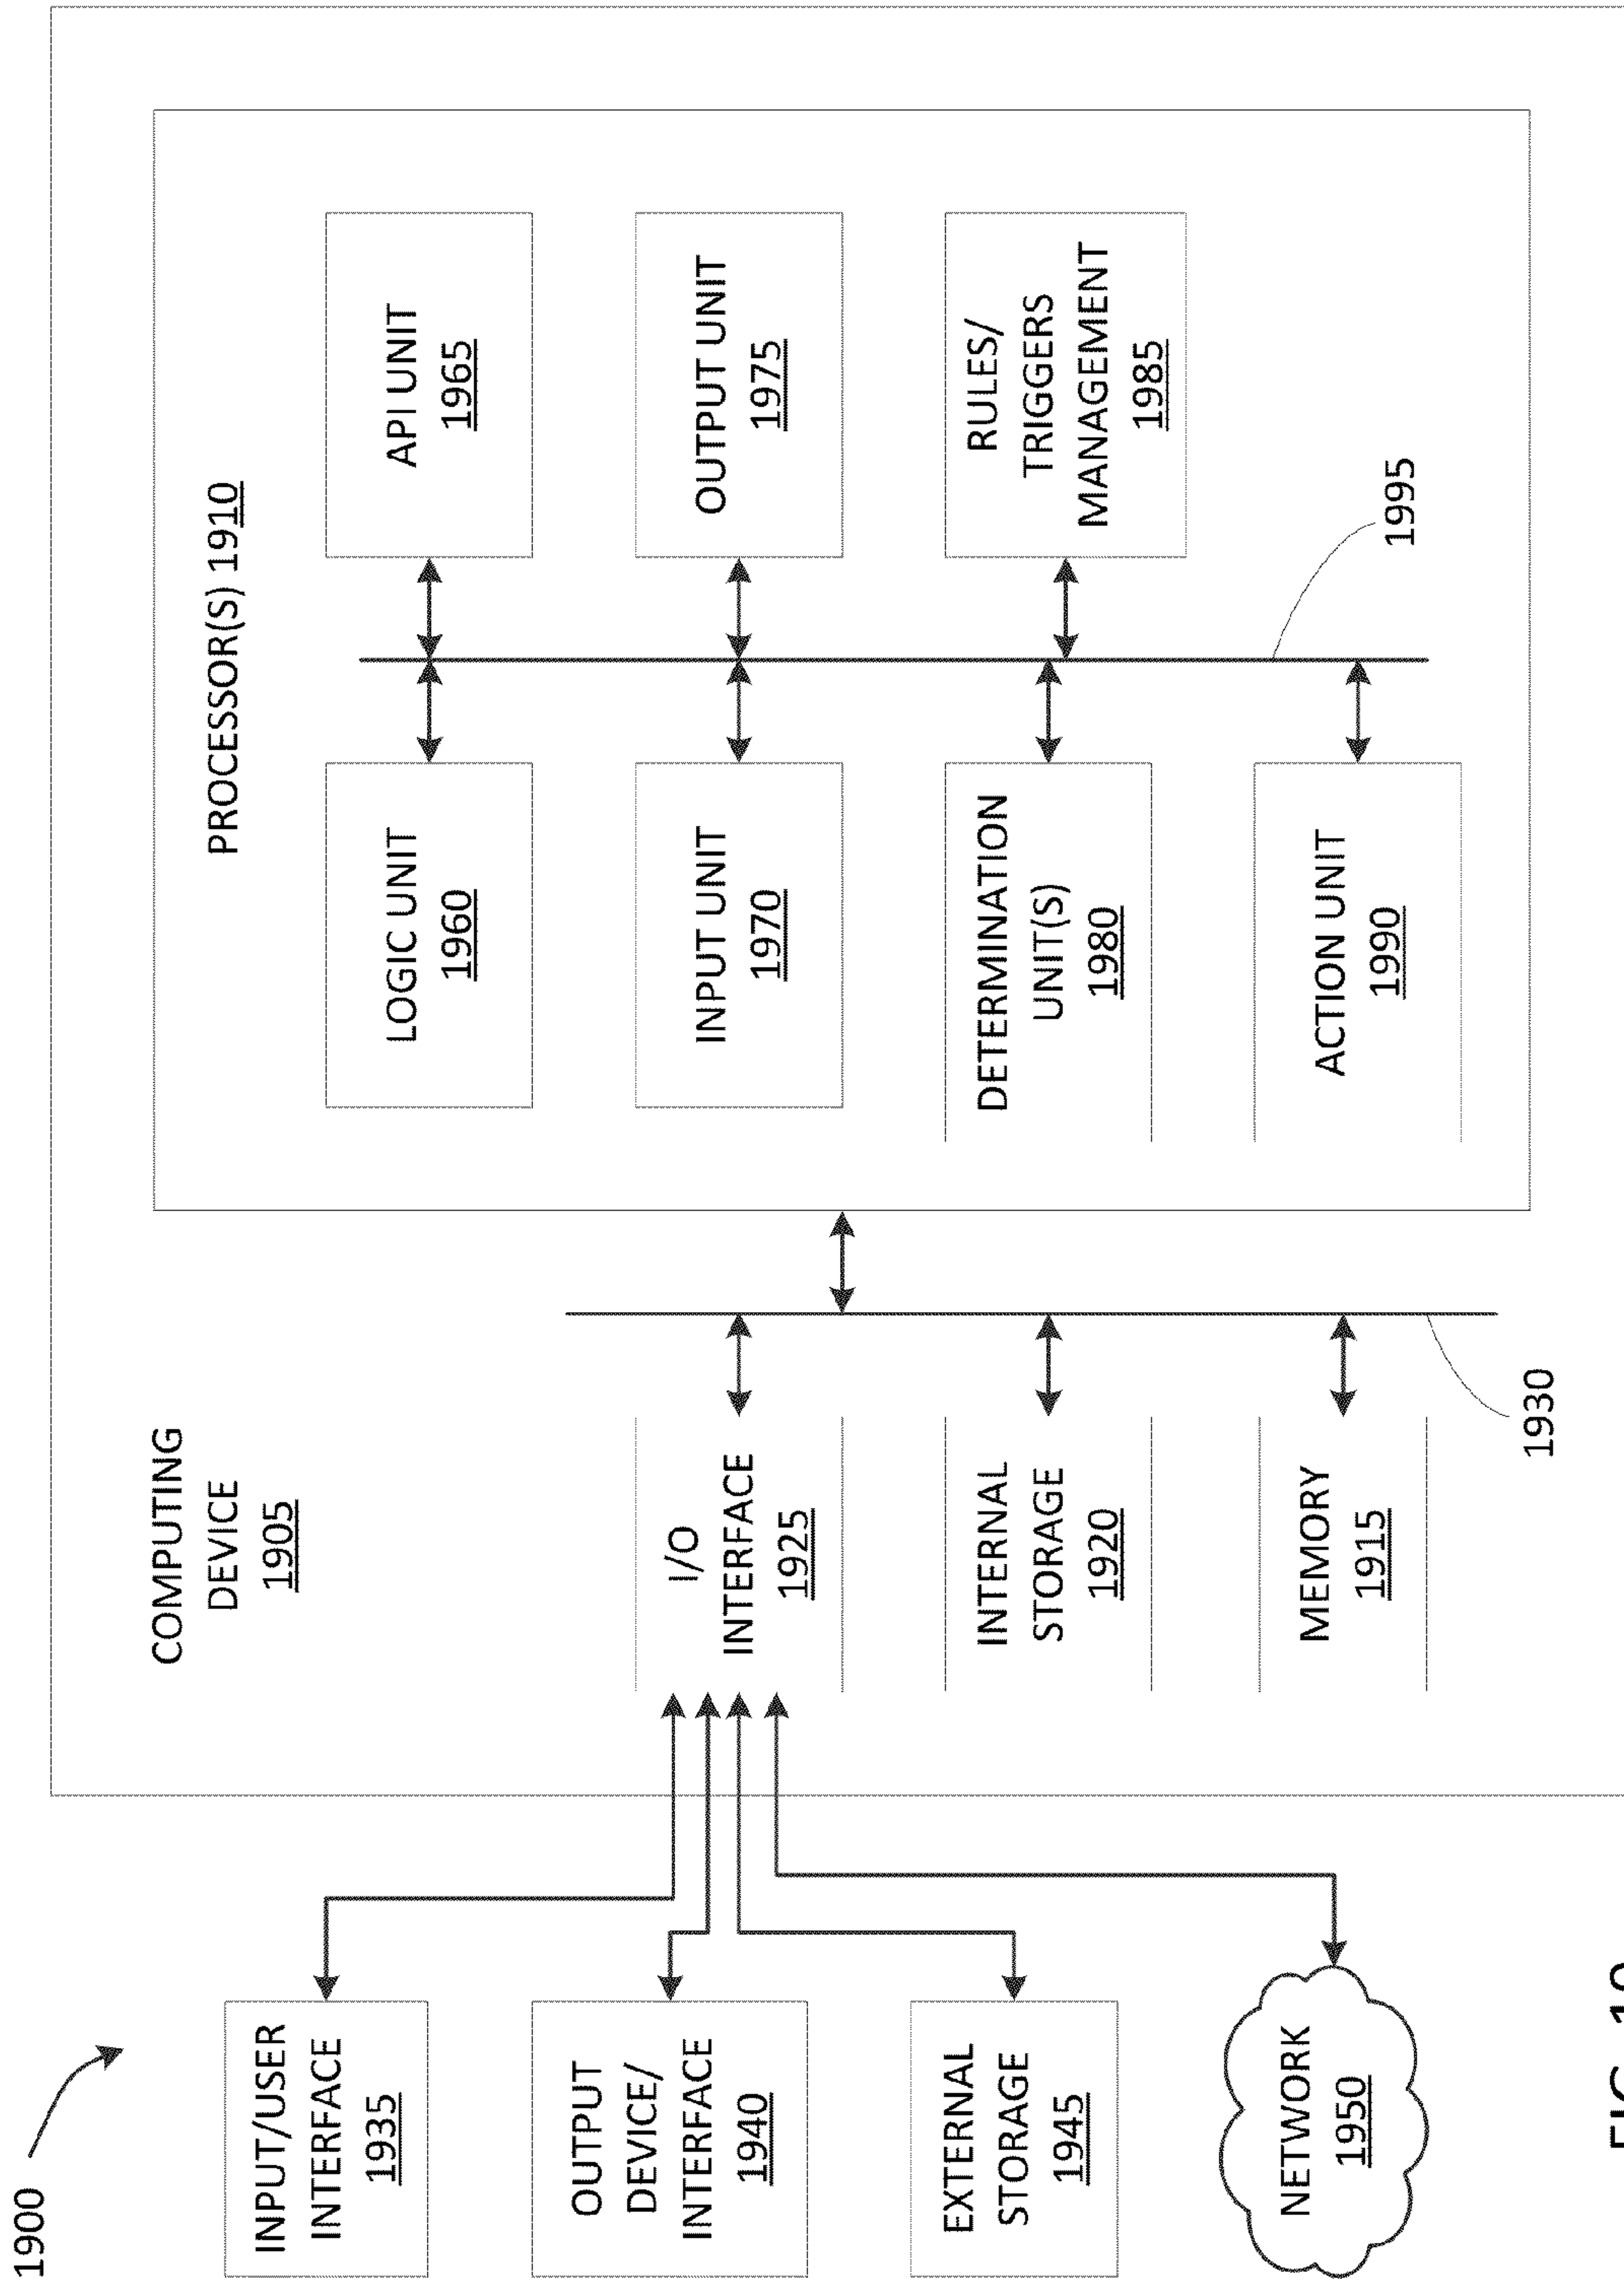 1900
COMPUTING
DEVICE
1905
PROCESSOR(S) 1910
INPUT/USER
INTERFACE
1935
OUTPUT
DEVICE/
INTERFACE
1940
EXTERNAL
STORAGE
1945
NETWORK
1950
I/O
INTERFACE
1925
INTERNAL
STORAGE
1920
MEMORY
1915
1930
LOGIC UNIT
1960
API UNIT
1965
INPUT UNIT
1970
OUTPUT UNIT
1975
DETERMINATION
UNIT(S)
1980
RULES/
TRIGGERS
MANAGEMENT
1985
ACTION UNIT
1990
1995